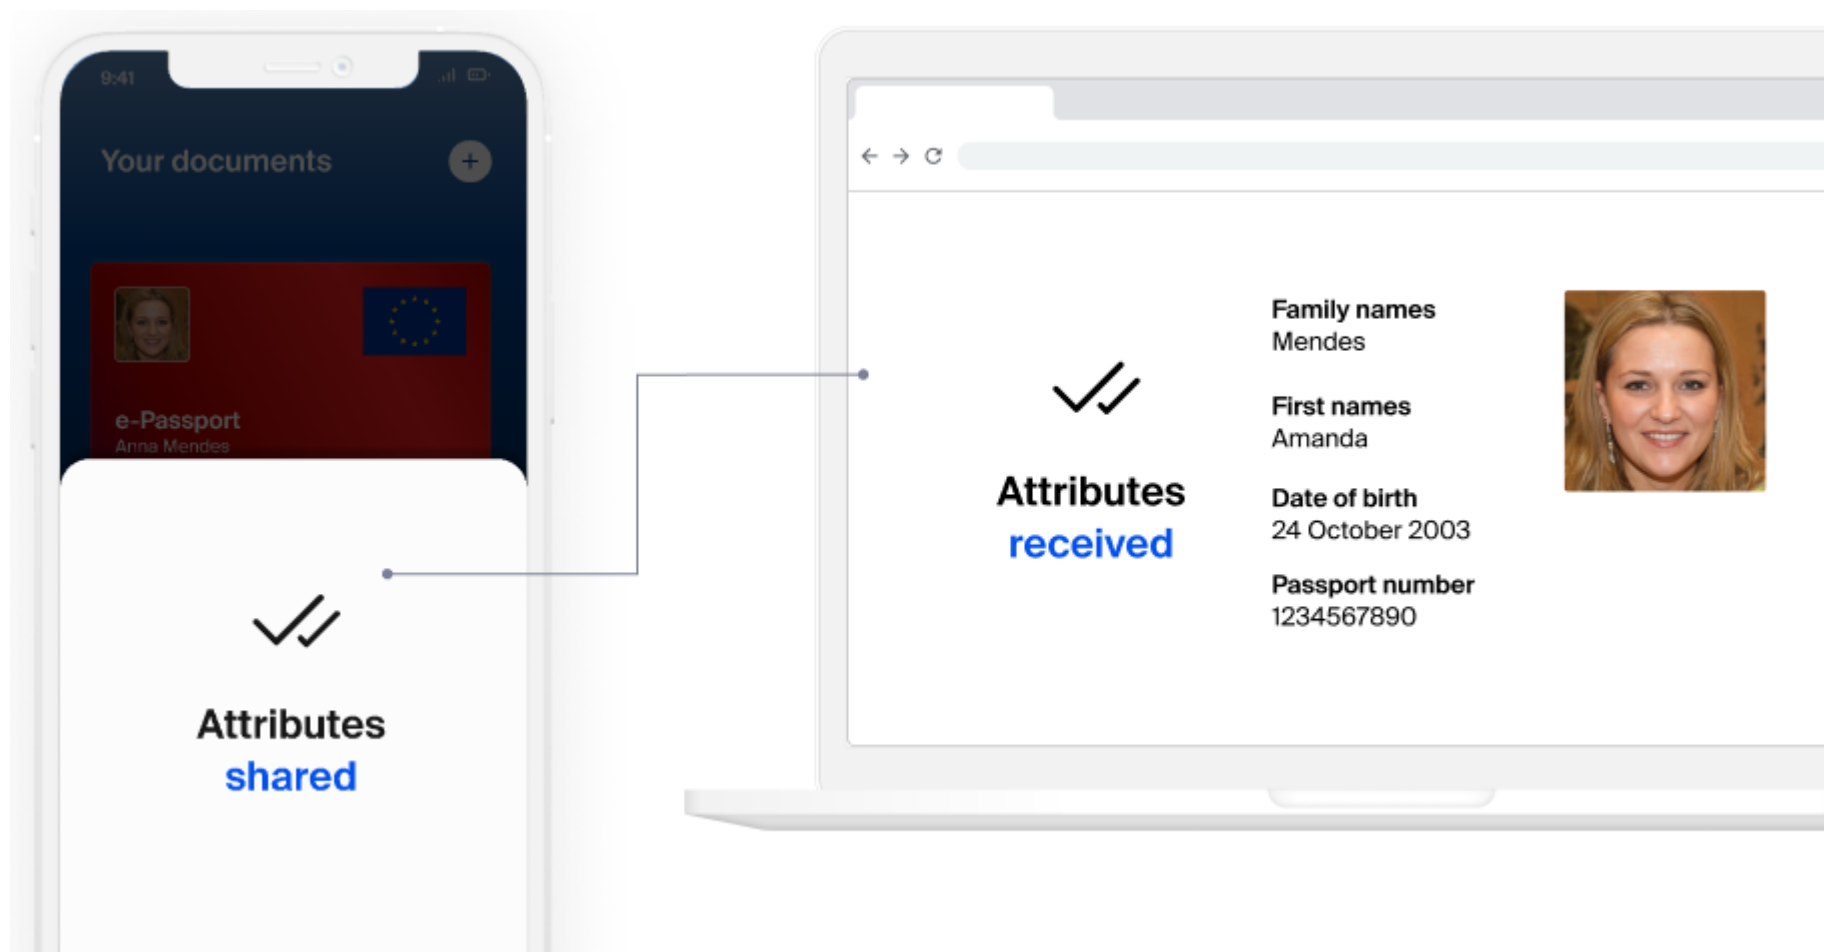 9:41
Your documents
e-Passport
Anna Mendes
Attributes
shared
Attributes
received
Family names
Mendes
First names
Amanda
Date of birth
24 October 2003
Passport number
1234567890